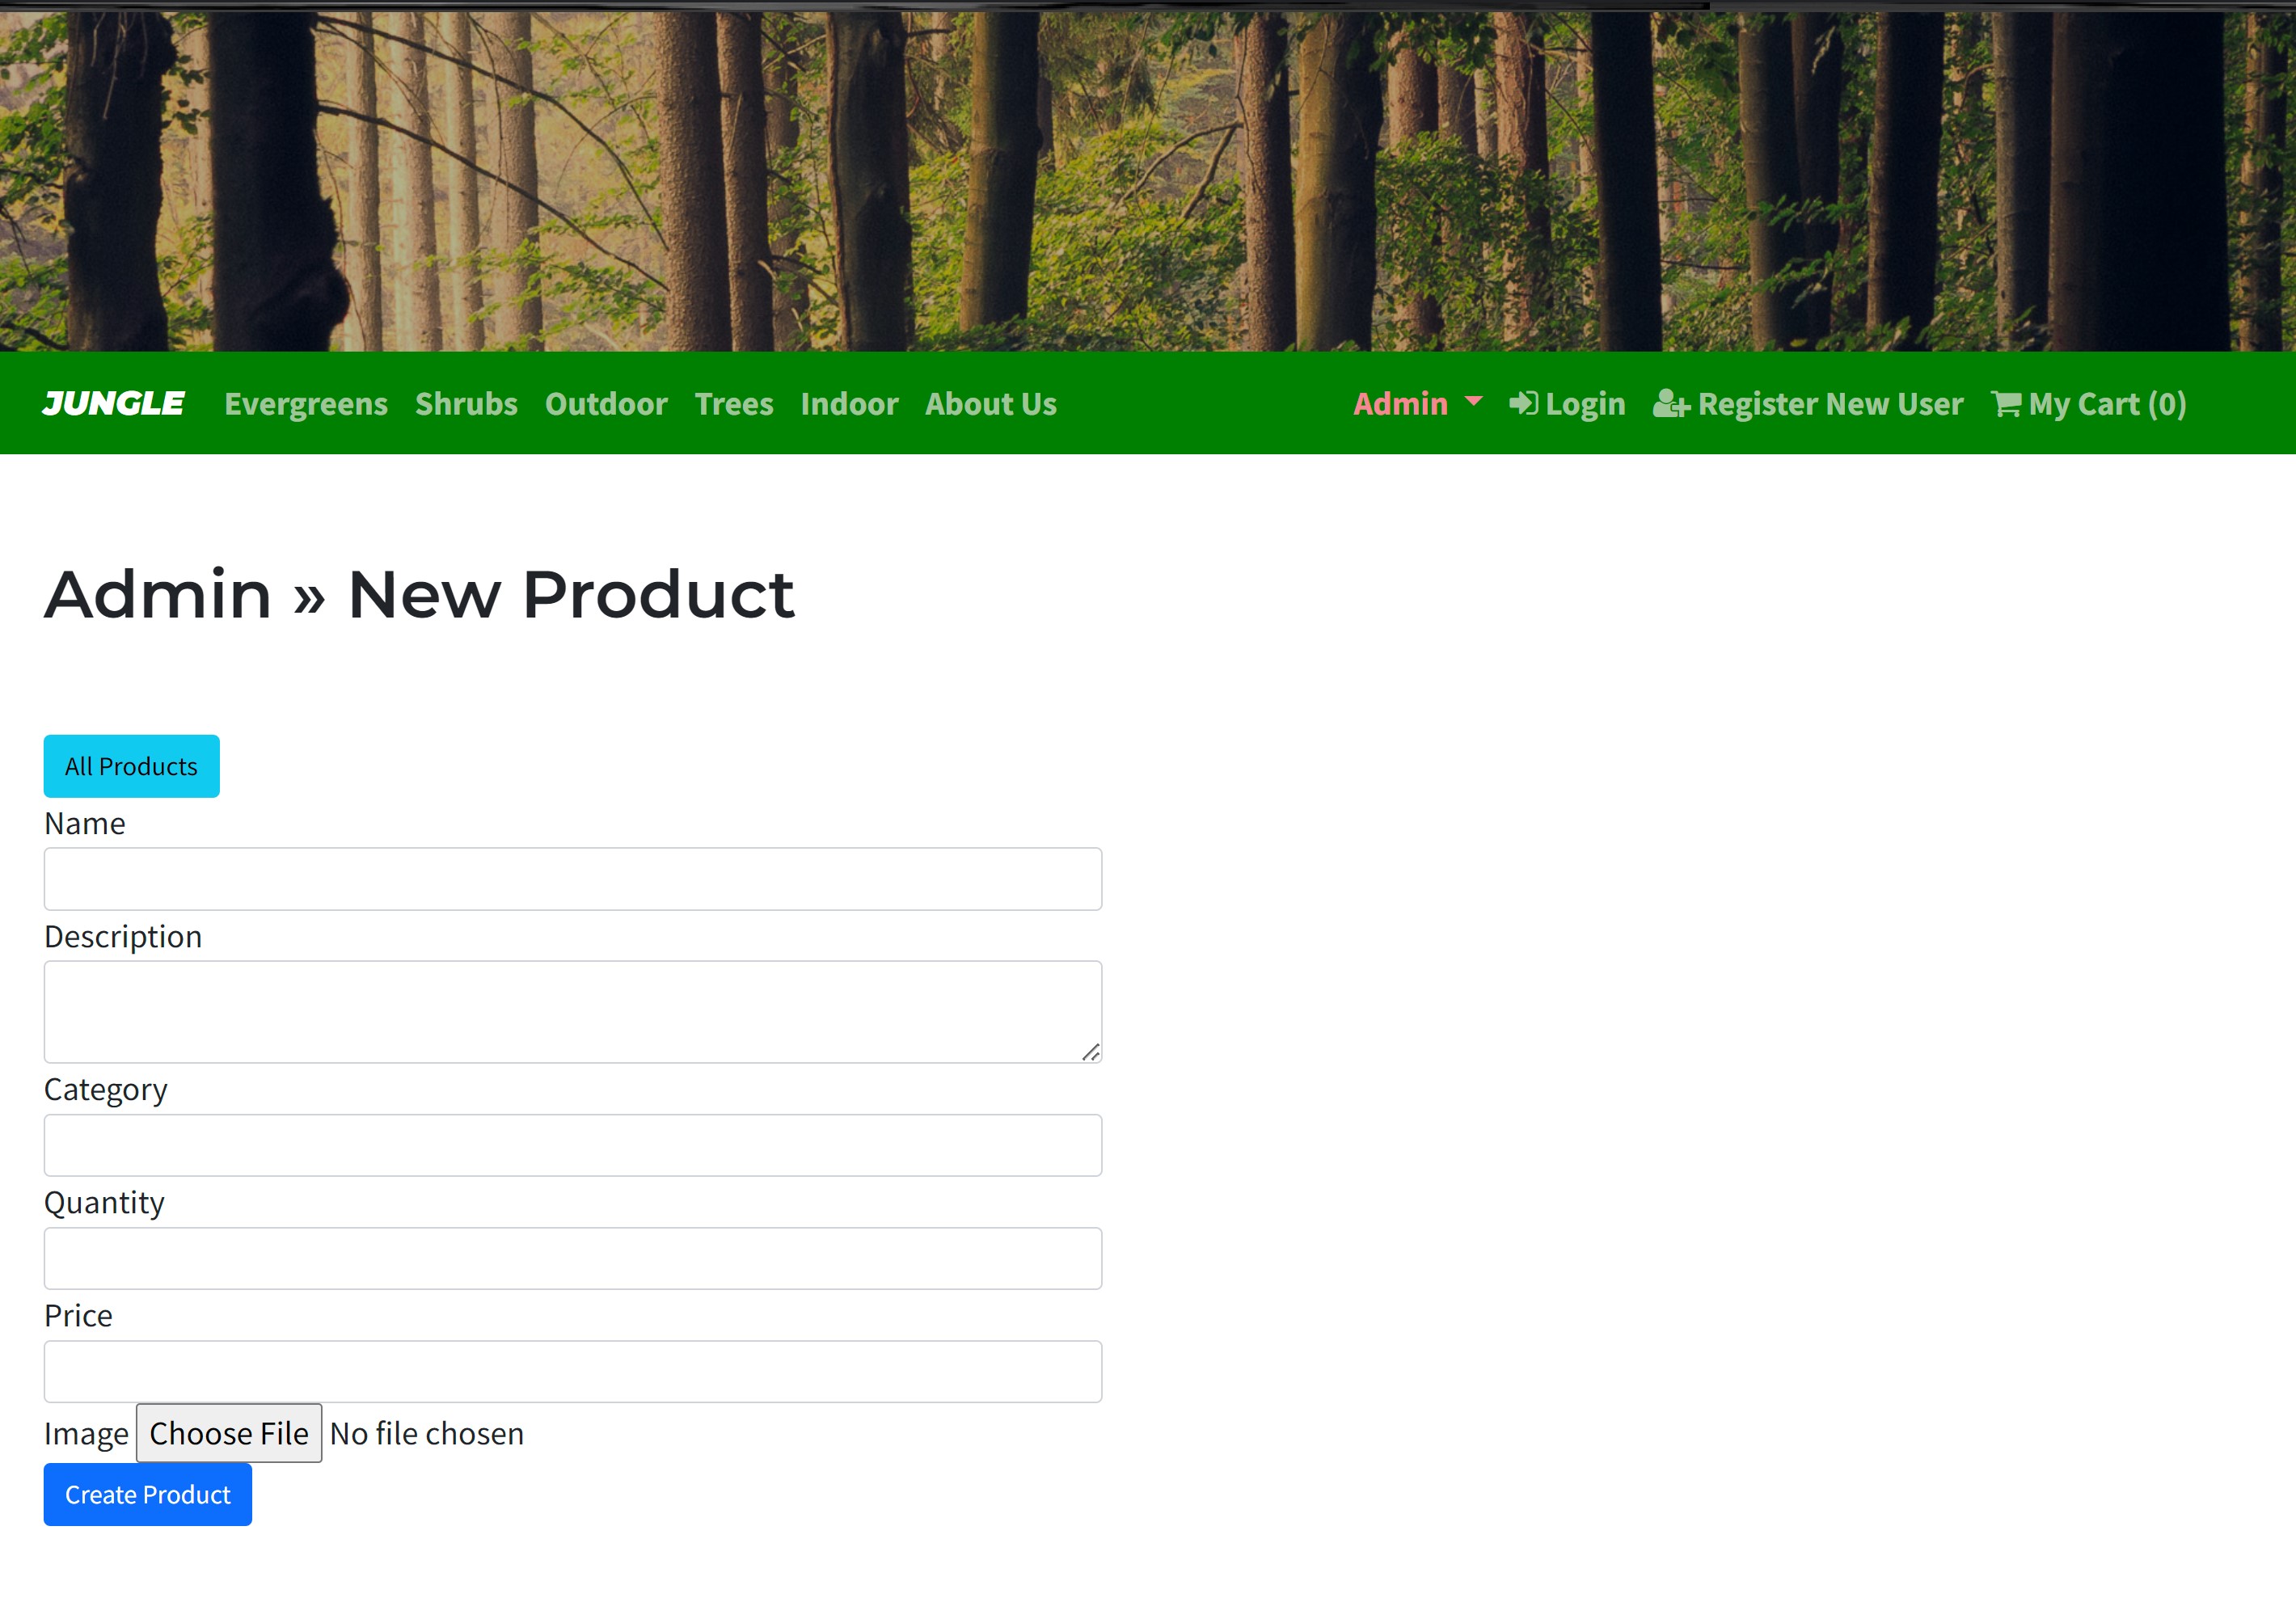 JUNGLE Evergreens Shrubs Outdoor Trees Indoor About Us Admin Login Register New User My Cart (0)
Admin » New Product
All Products
Name
Description
Category
Quantity
Price
Image Choose File No file chosen
Create Product